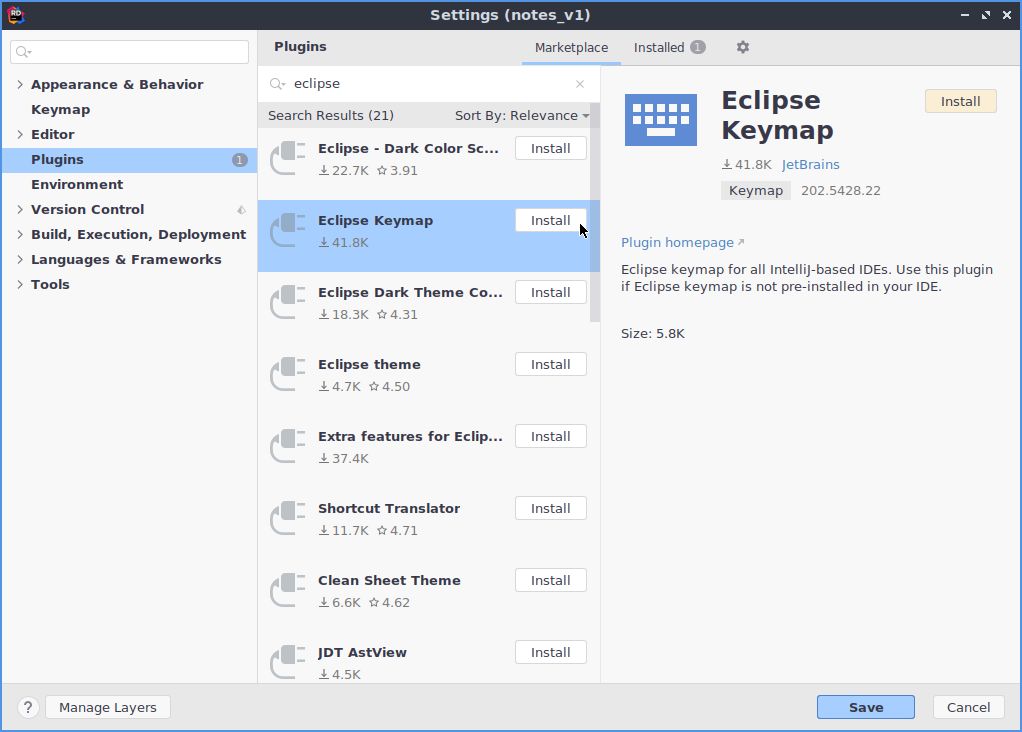 Settings (notes_v1)
Plugins
Marketplace
Installed 1
Appearance & Behavior
Keymap
Editor
Plugins 1
Environment
Version Control
Build, Execution, Deployment
Languages & Frameworks
Tools
eclipse
Search Results (21) Sort By: Relevance
Eclipse - Dark Color Sc... Install
22.7K 3.91
Eclipse Keymap Install
41.8K
Eclipse Dark Theme Co... Install
18.3K 4.31
Eclipse theme Install
4.7K 4.50
Extra features for Eclip... Install
37.4K
Shortcut Translator Install
11.7K 4.71
Clean Sheet Theme Install
6.6K 4.62
JDT AstView Install
4.5K
Eclipse
Keymap
Install
41.8K JetBrains
Keymap 202.5428.22
Plugin homepage
Eclipse keymap for all IntelliJ-based IDEs. Use this plugin
if Eclipse keymap is not pre-installed in your IDE.
Size: 5.8K
? Manage Layers Save Cancel